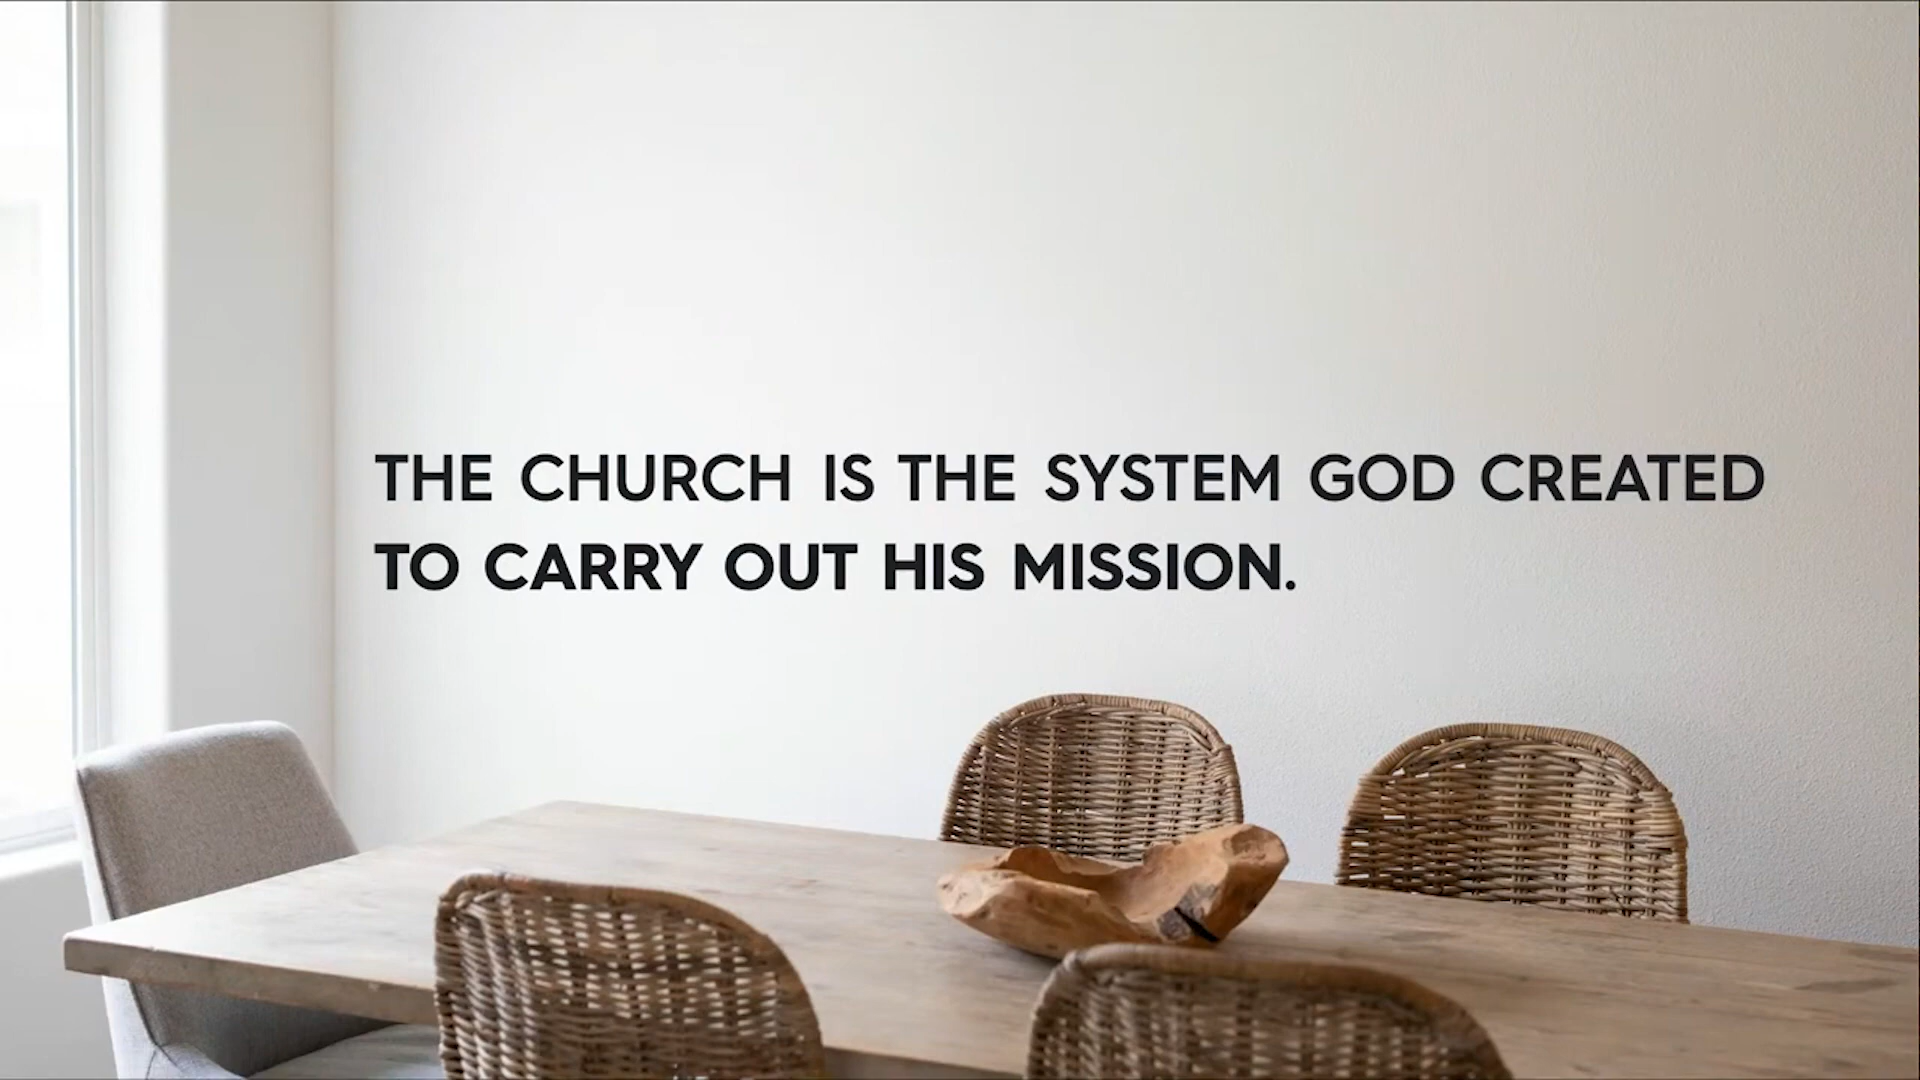 THE CHURCH IS THE SYSTEM GOD CREATED
TO CARRY OUT HIS MISSION.